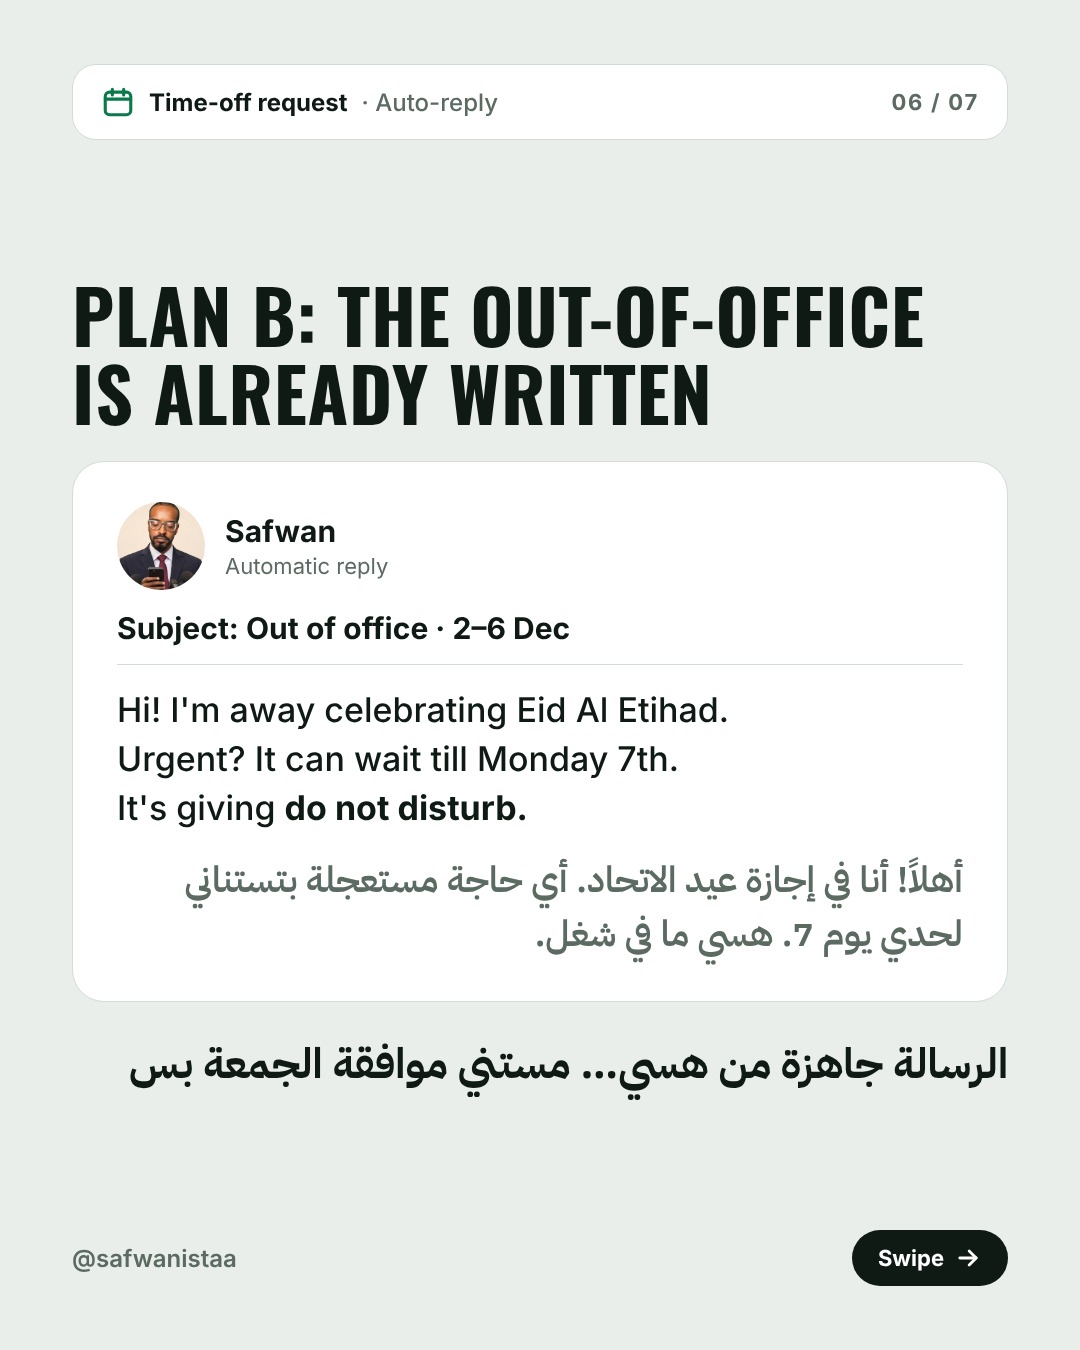 Time-off request · Auto-reply
06 / 07
PLAN B: THE OUT-OF-OFFICE
IS ALREADY WRITTEN
Safwan
Automatic reply
Subject: Out of office · 2–6 Dec
Hi! I'm away celebrating Eid Al Etihad.
Urgent? It can wait till Monday 7th.
It's giving do not disturb.
أهلاً! أنا في إجازة عيد الاتحاد. أي حاجة مستعجلة بتستناني
لحدي يوم 7. هسي ما في شغل.
الرسالة جاهزة من هسي... مستني موافقة الجمعة بس
@safwanistaa
Swipe →